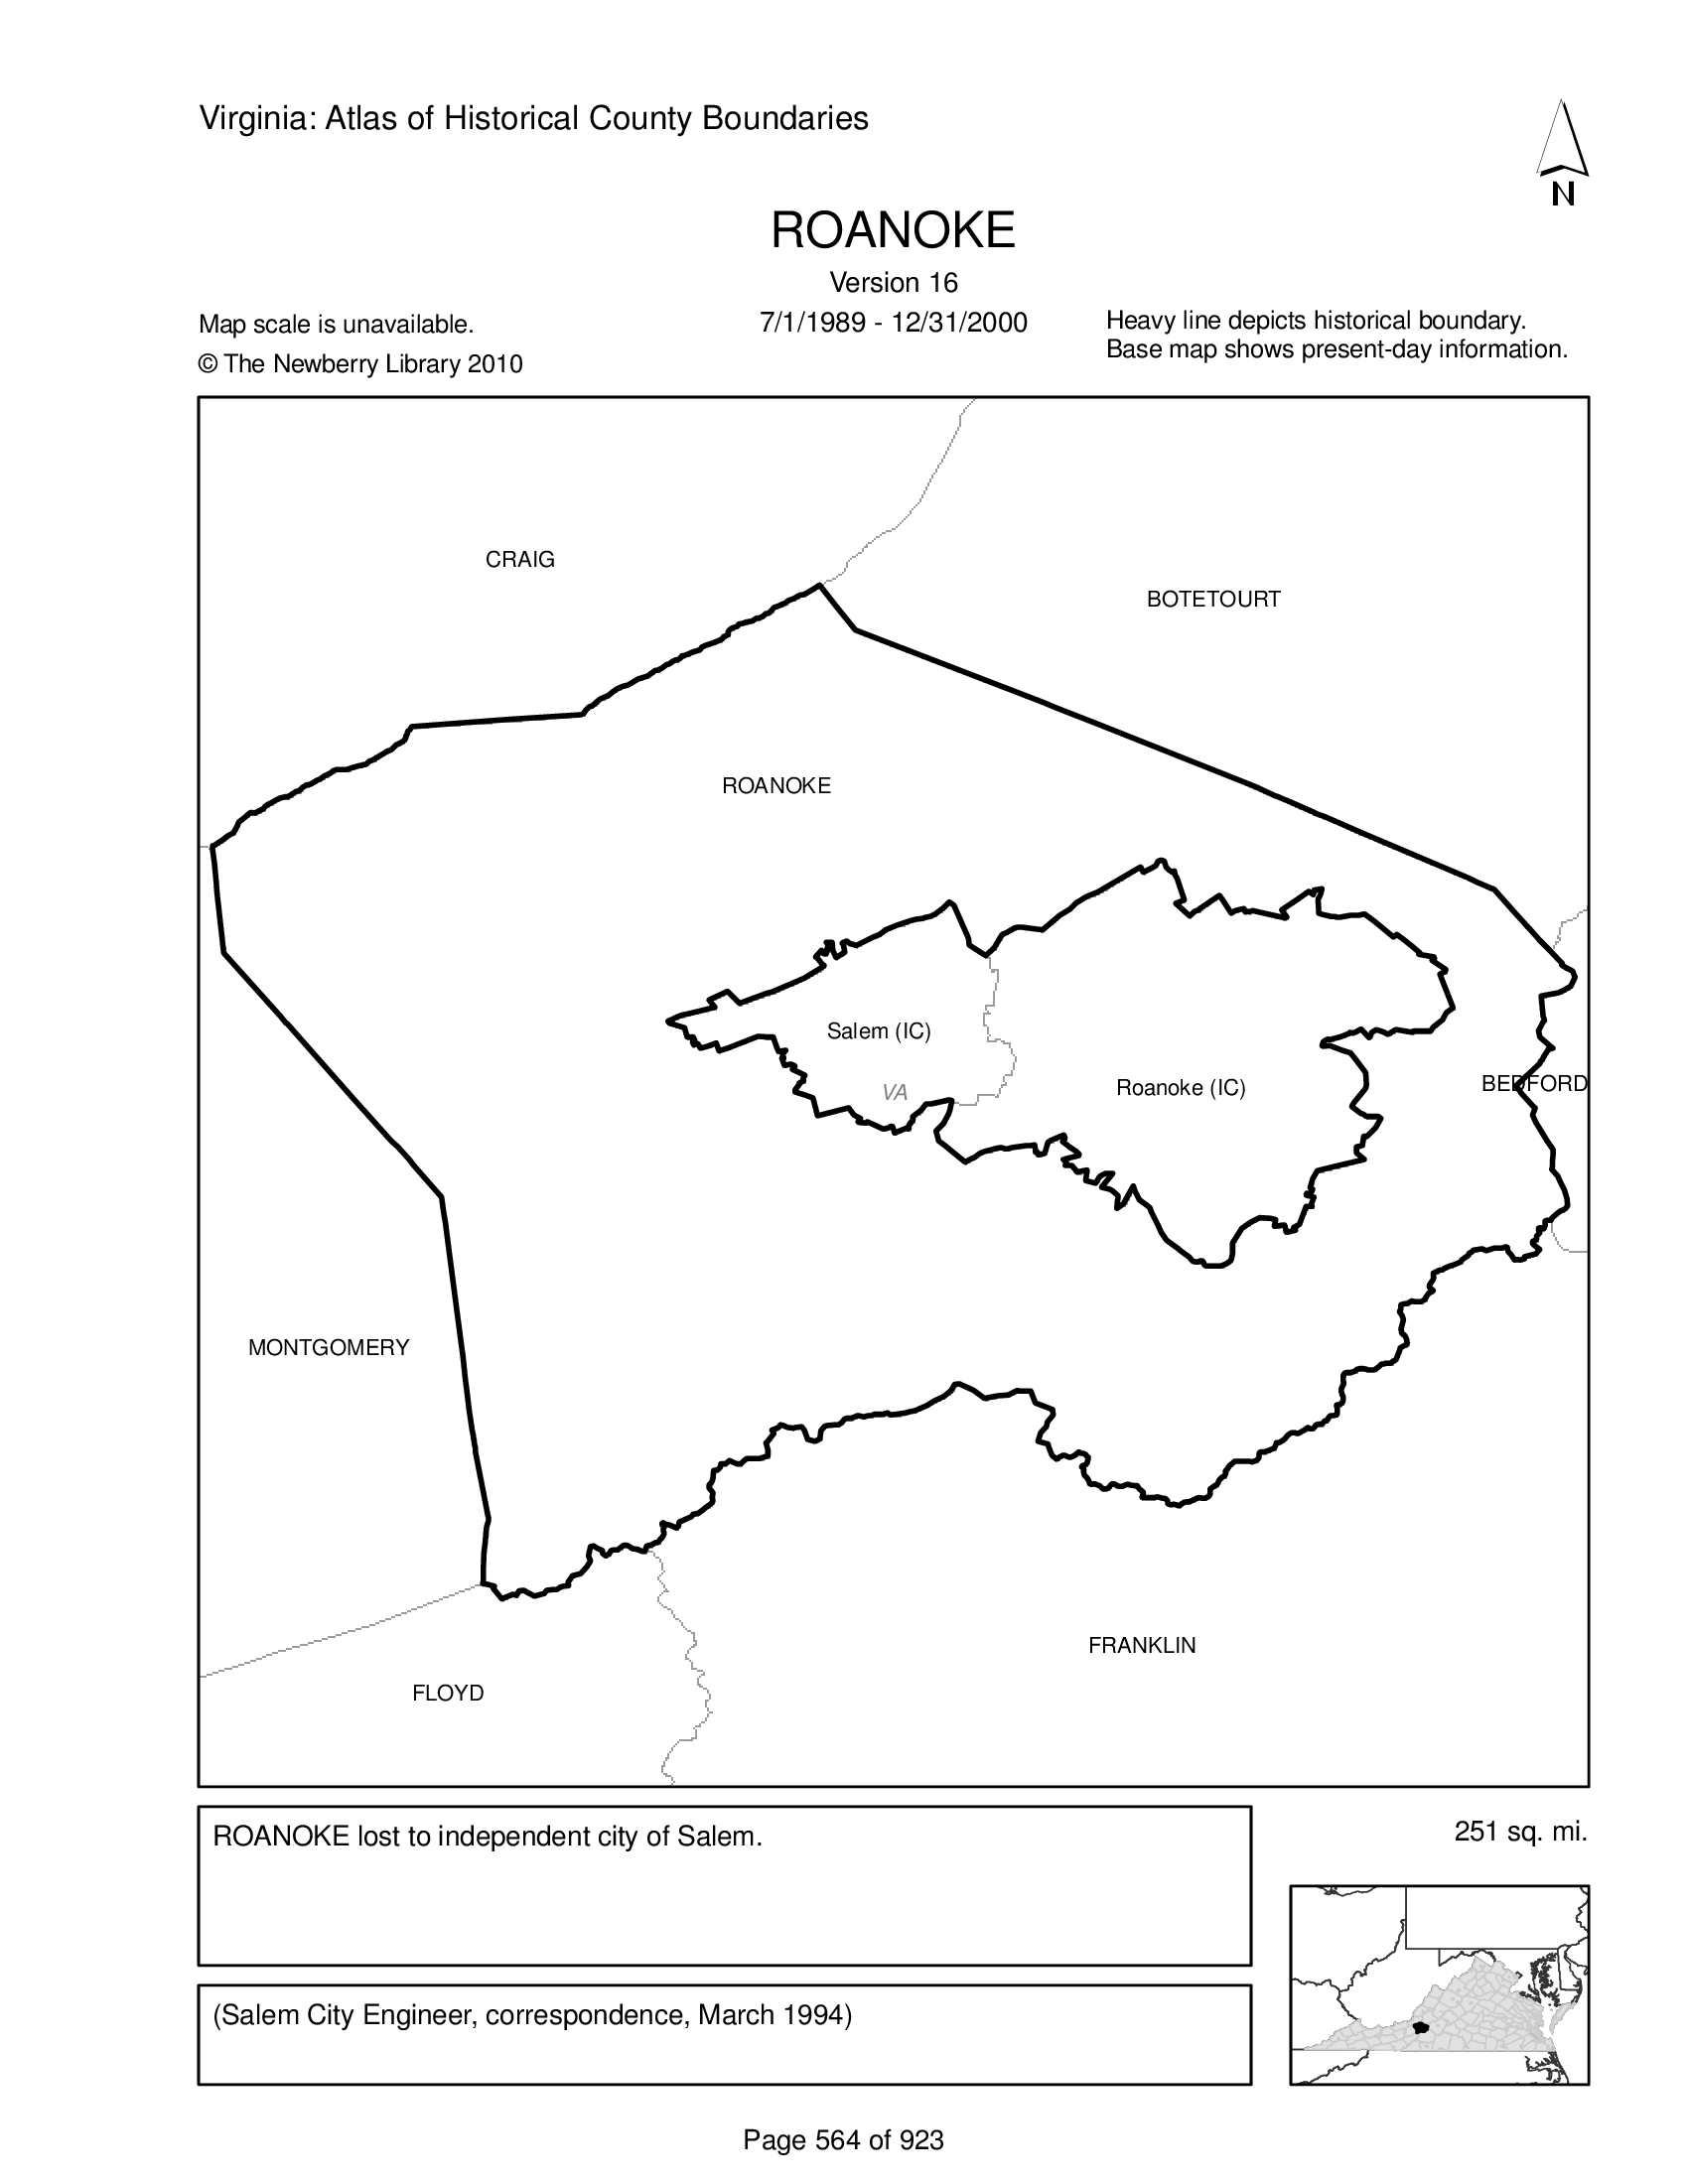 Virginia: Atlas of Historical County Boundaries
N
ROANOKE
Version 16
7/1/1989 - 12/31/2000
Map scale is unavailable.
© The Newberry Library 2010
Heavy line depicts historical boundary.
Base map shows present-day information.
CRAIG
BOTETOURT
ROANOKE
Salem (IC)
VA
Roanoke (IC)
BEDFORD
MONTGOMERY
FRANKLIN
FLOYD
ROANOKE lost to independent city of Salem.
251 sq. mi.
(Salem City Engineer, correspondence, March 1994)
Page 564 of 923